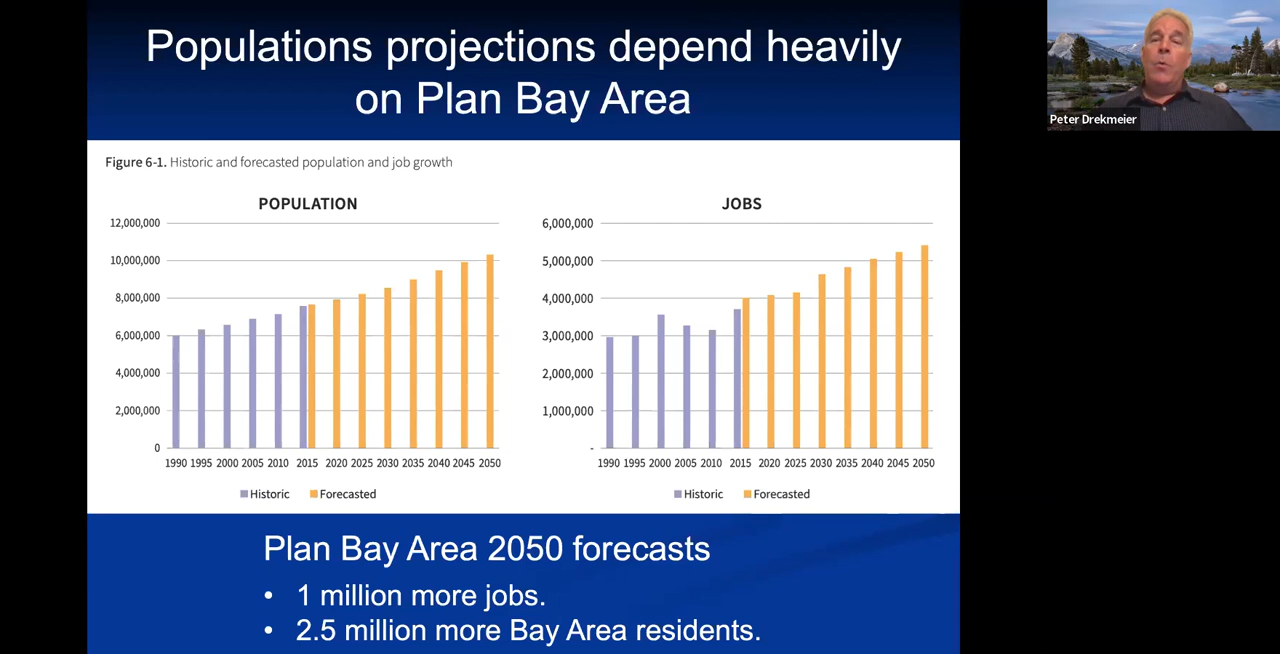 Populations projections depend heavily
on Plan Bay Area
Peter Drekmeier
Figure 6-1. Historic and forecasted population and job growth
POPULATION
12,000,000
10,000,000
8,000,000
6,000,000
4,000,000
2,000,000
0
1990 1995 2000 2005 2010 2015 2020 2025 2030 2035 2040 2045 2050
Historic Forecasted
JOBS
6,000,000
5,000,000
4,000,000
3,000,000
2,000,000
1,000,000
-
1990 1995 2000 2005 2010 2015 2020 2025 2030 2035 2040 2045 2050
Historic Forecasted
Plan Bay Area 2050 forecasts
• 1 million more jobs.
• 2.5 million more Bay Area residents.